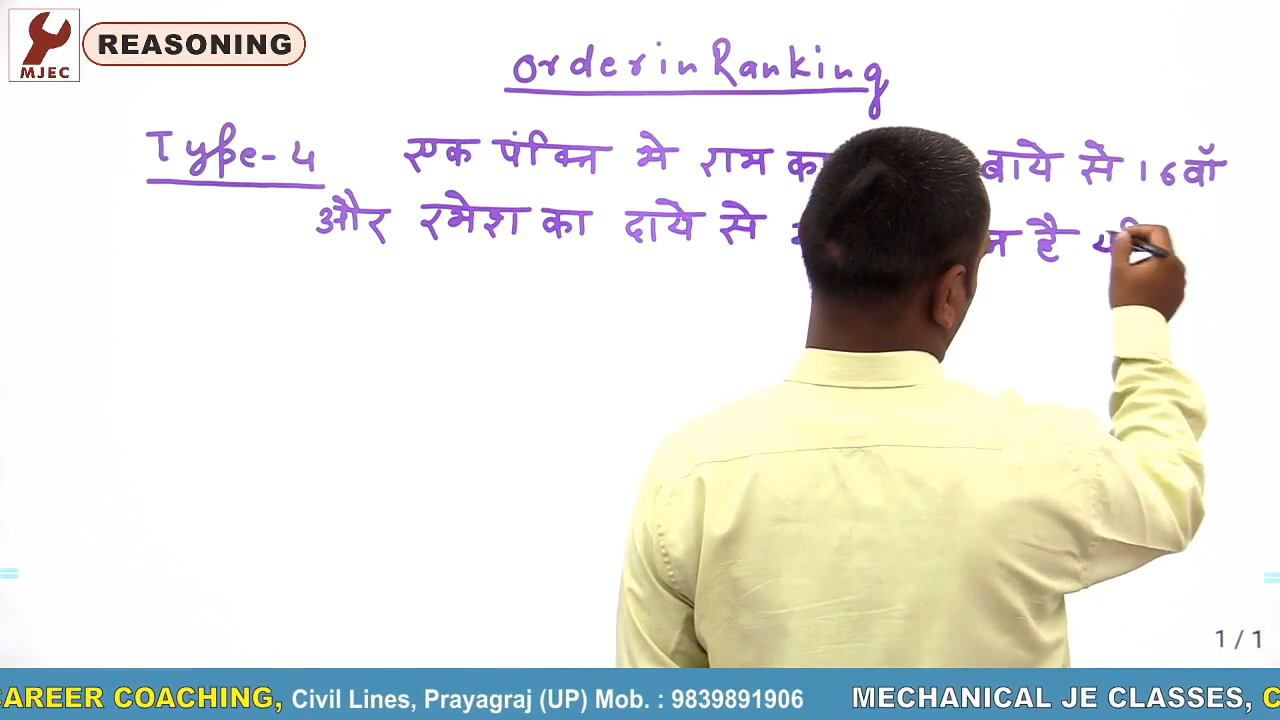 REASONING
MJEC
Order in Ranking
Type-4 एक पंक्ति मे राम का बाये से 16वाँ
और रमेश का दाये से है
1 / 1
CAREER COACHING, Civil Lines, Prayagraj (UP) Mob. : 9839891906 MECHANICAL JE CLASSES,